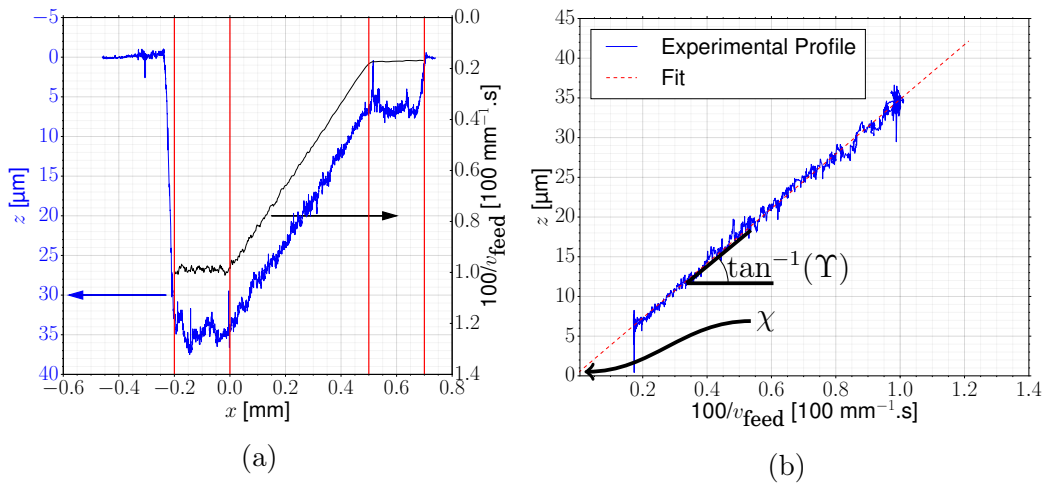 −5
0
5
10
15
20
25
30
35
40
z [µm]
−0.6 −0.4 −0.2 0.0 0.2 0.4 0.6 0.8
x [mm]
0.0
0.2
0.4
0.6
0.8
1.0
1.2
1.4
100/v_feed [100 mm⁻¹.s]
(a)
45
40
35
30
25
20
15
10
5
0
z [µm]
Experimental Profile
Fit
tan⁻¹(ϒ)
χ
0.2 0.4 0.6 0.8 1.0 1.2 1.4
100/v_feed [100 mm⁻¹.s]
(b)